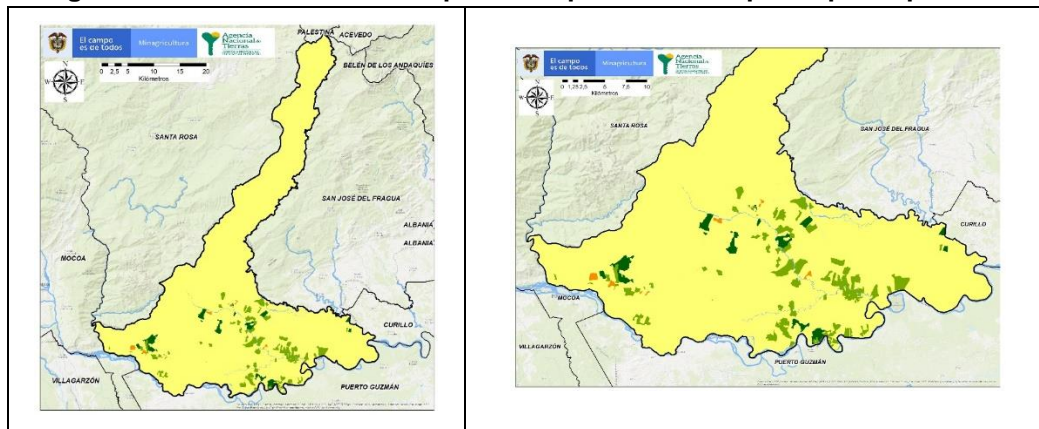 El campo
es de todos
Minagricultura
Agencia
Nacional de
Tierras
N
W
E
S
0 2,5 5 10 15 20
Kilómetros
PALESTINA
ACEVEDO
BELÉN DE LOS ANDAQUÍES
SANTA ROSA
SAN JOSÉ DEL FRAGUA
ALBANIA
ALBANIA
MOCOA
CURILLO
VILLAGARZÓN
PUERTO GUZMÁN
El campo
es de todos
Minagricultura
Agencia
Nacional de
Tierras
N
W
E
S
0 1,25 2,5 5 7,5 10
Kilómetros
SANTA ROSA
SAN JOSÉ DEL FRAGUA
CURILLO
MOCOA
VILLAGARZÓN
PUERTO GUZMÁN